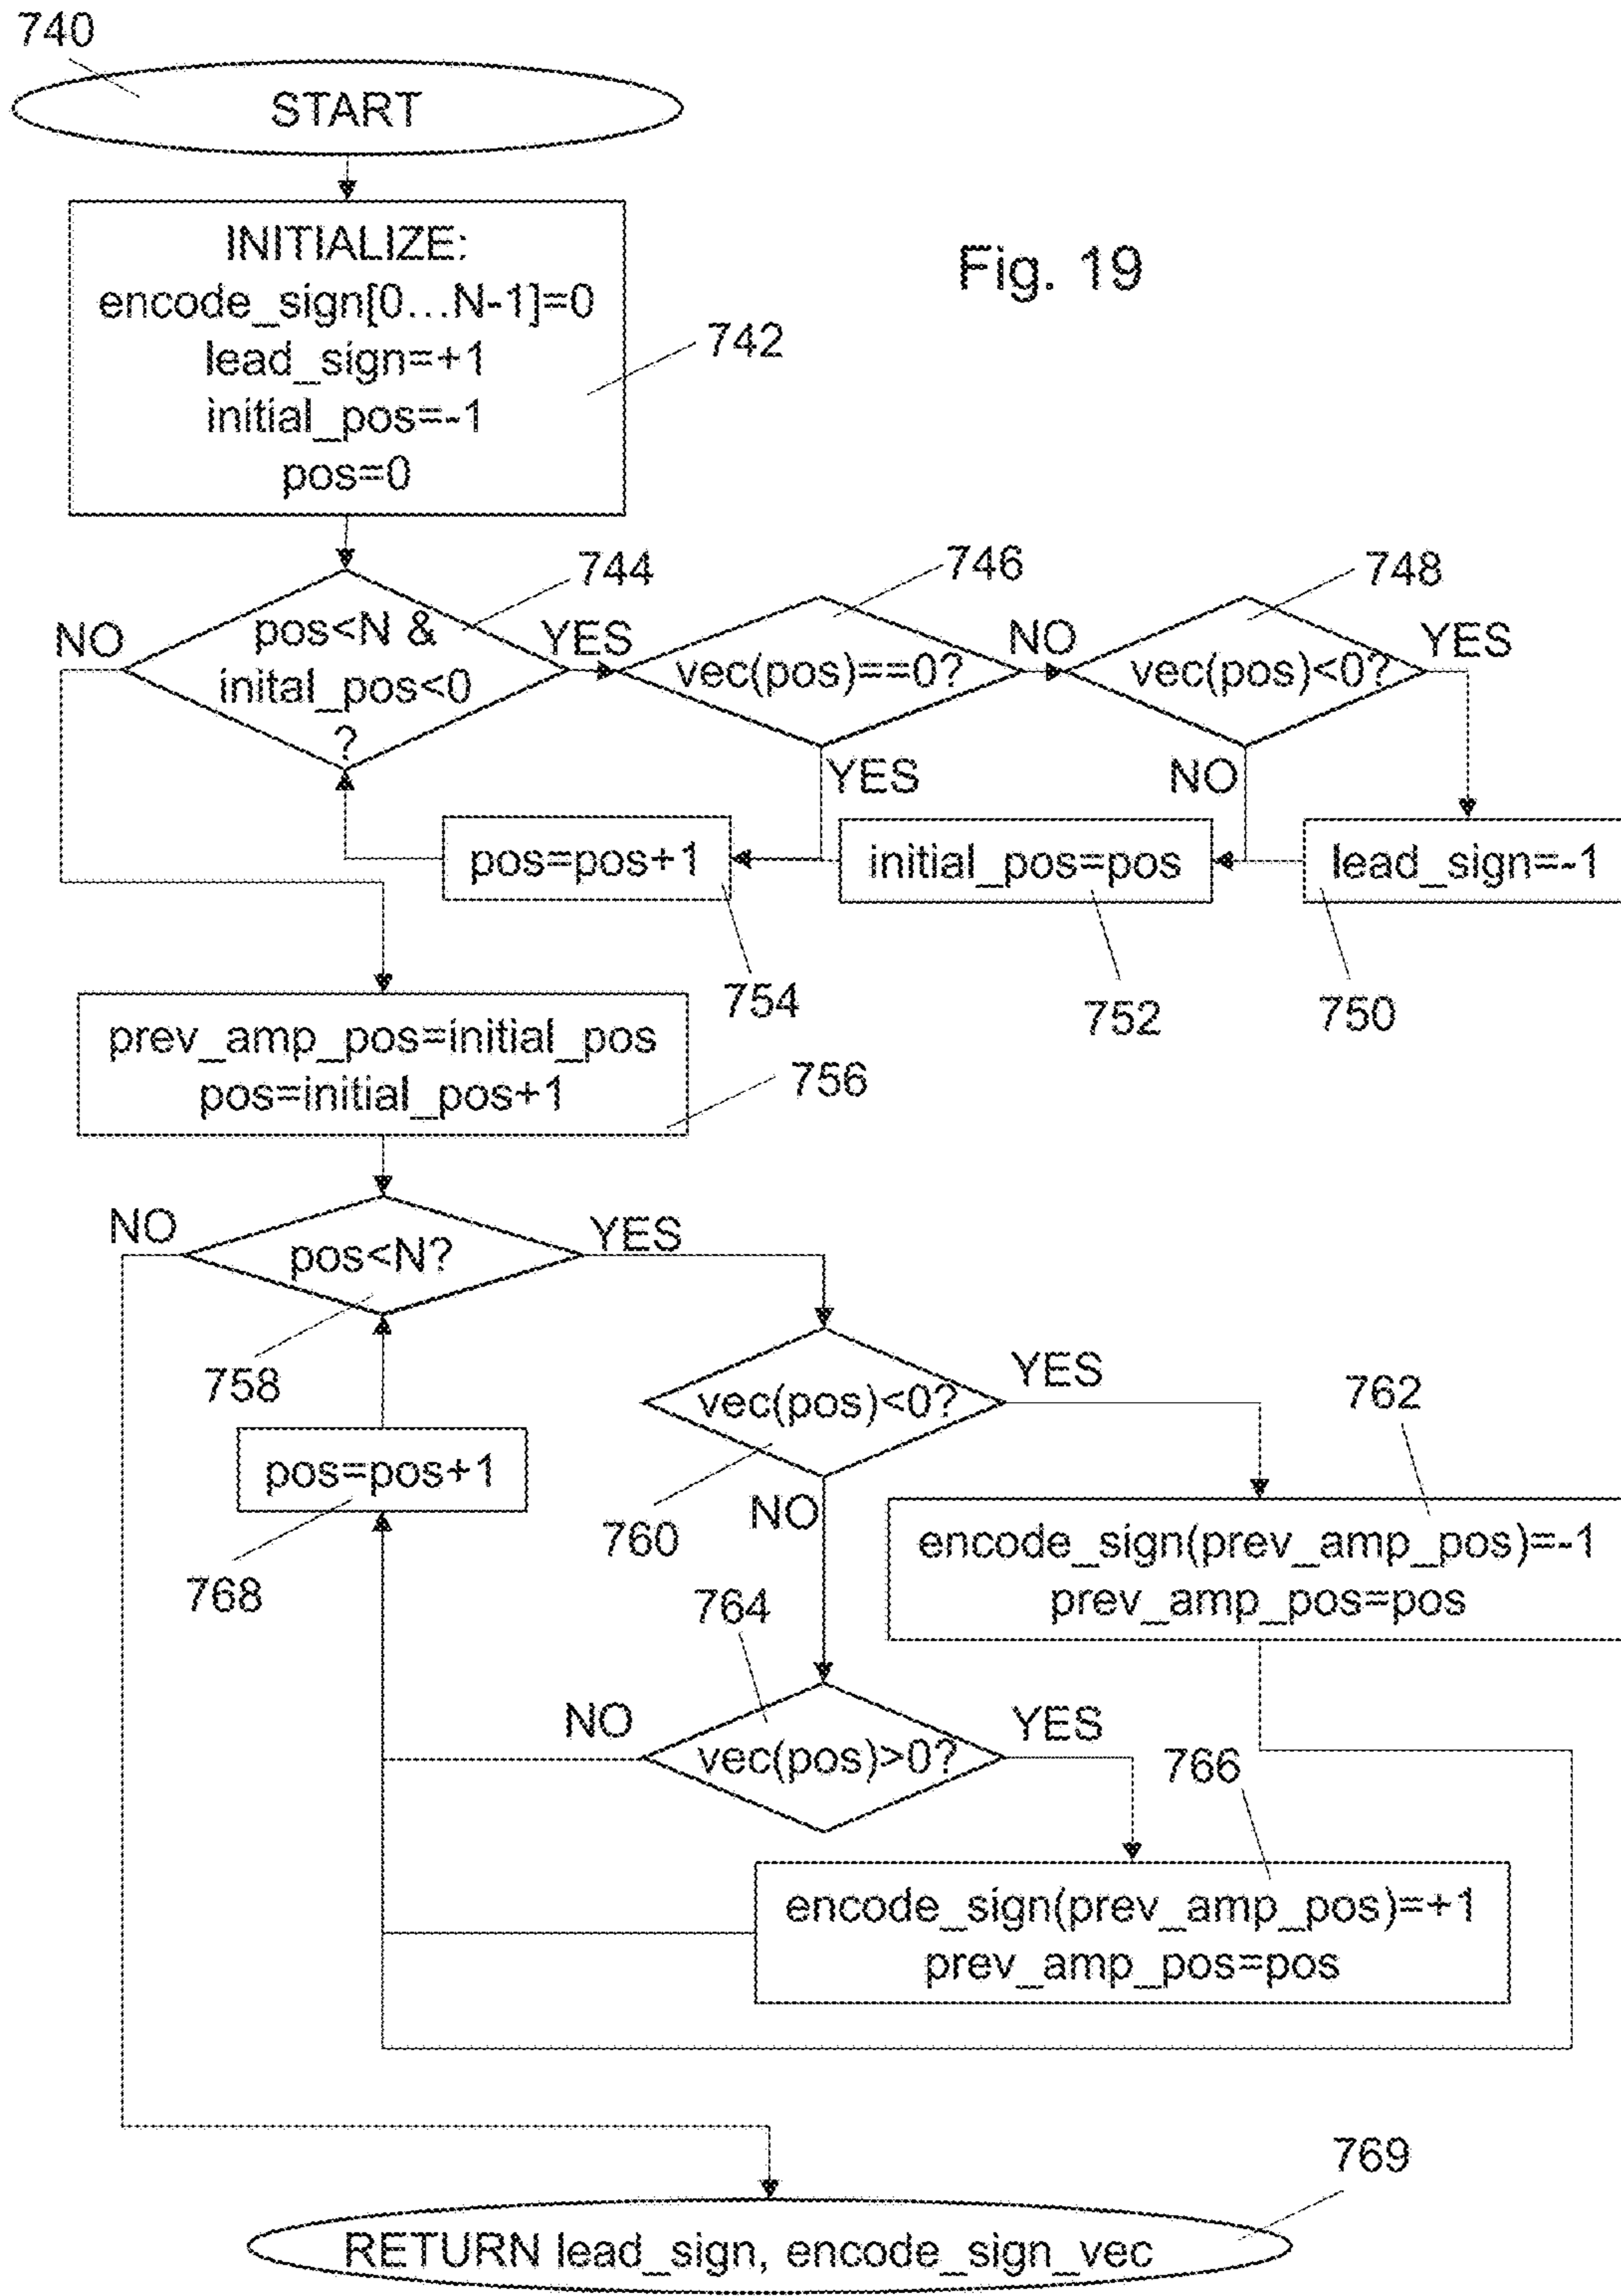 740
START
INITIALIZE:
encode_sign[0...N-1]=0
lead_sign=+1
initial_pos=-1
pos=0
742
Fig. 19
744
746
748
NO
pos<N &
inital_pos<0
?
YES
vec(pos)==0?
NO
vec(pos)<0?
YES
YES
NO
pos=pos+1
initial_pos=pos
lead_sign=-1
754
752
750
prev_amp_pos=initial_pos
pos=initial_pos+1
756
NO
pos<N?
YES
758
vec(pos)<0?
YES
762
pos=pos+1
760
NO
encode_sign(prev_amp_pos)=-1
prev_amp_pos=pos
768
764
NO
vec(pos)>0?
YES
766
encode_sign(prev_amp_pos)=+1
prev_amp_pos=pos
769
RETURN lead_sign, encode_sign_vec